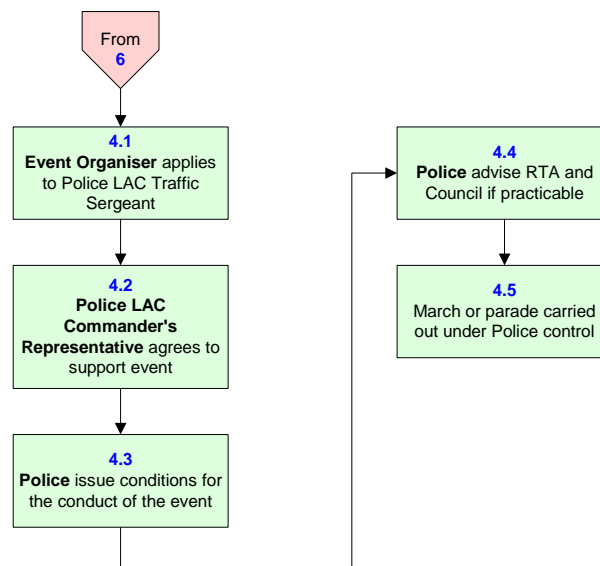 From
6
4.1
Event Organiser applies
to Police LAC Traffic
Sergeant
4.2
Police LAC
Commander's
Representative agrees to
support event
4.3
Police issue conditions for
the conduct of the event
4.4
Police advise RTA and
Council if practicable
4.5
March or parade carried
out under Police control